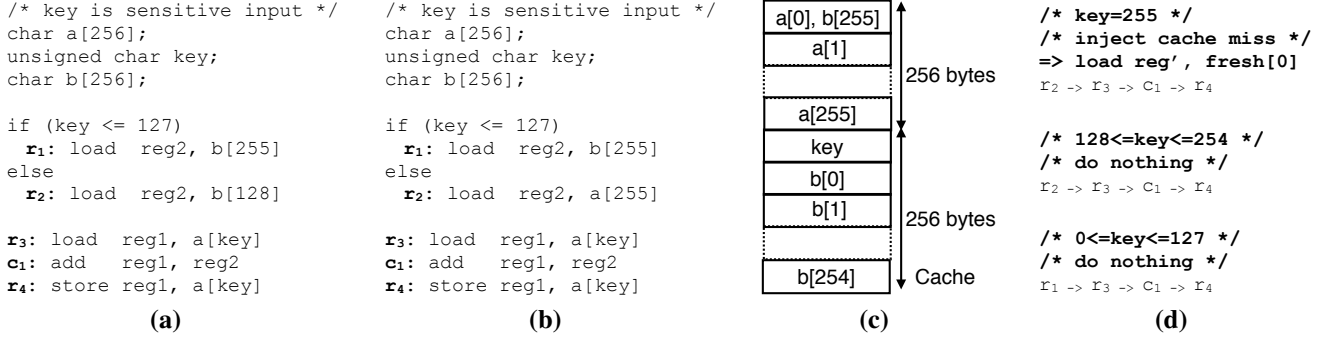 /* key is sensitive input */
char a[256];
unsigned char key;
char b[256];
if (key <= 127)
r1: load reg2, b[255]
else
r2: load reg2, b[128]
r3: load reg1, a[key]
c1: add reg1, reg2
r4: store reg1, a[key]
(a)
/* key is sensitive input */
char a[256];
unsigned char key;
char b[256];
if (key <= 127)
r1: load reg2, b[255]
else
r2: load reg2, a[255]
r3: load reg1, a[key]
c1: add reg1, reg2
r4: store reg1, a[key]
(b)
a[0], b[255]
a[1]
256 bytes
a[255]
key
b[0]
b[1]
256 bytes
b[254]
Cache
(c)
/* key=255 */
/* inject cache miss */
=> load reg’, fresh[0]
r2 -> r3 -> c1 -> r4
/* 128<=key<=254 */
/* do nothing */
r2 -> r3 -> c1 -> r4
/* 0<=key<=127 */
/* do nothing */
r1 -> r3 -> c1 -> r4
(d)